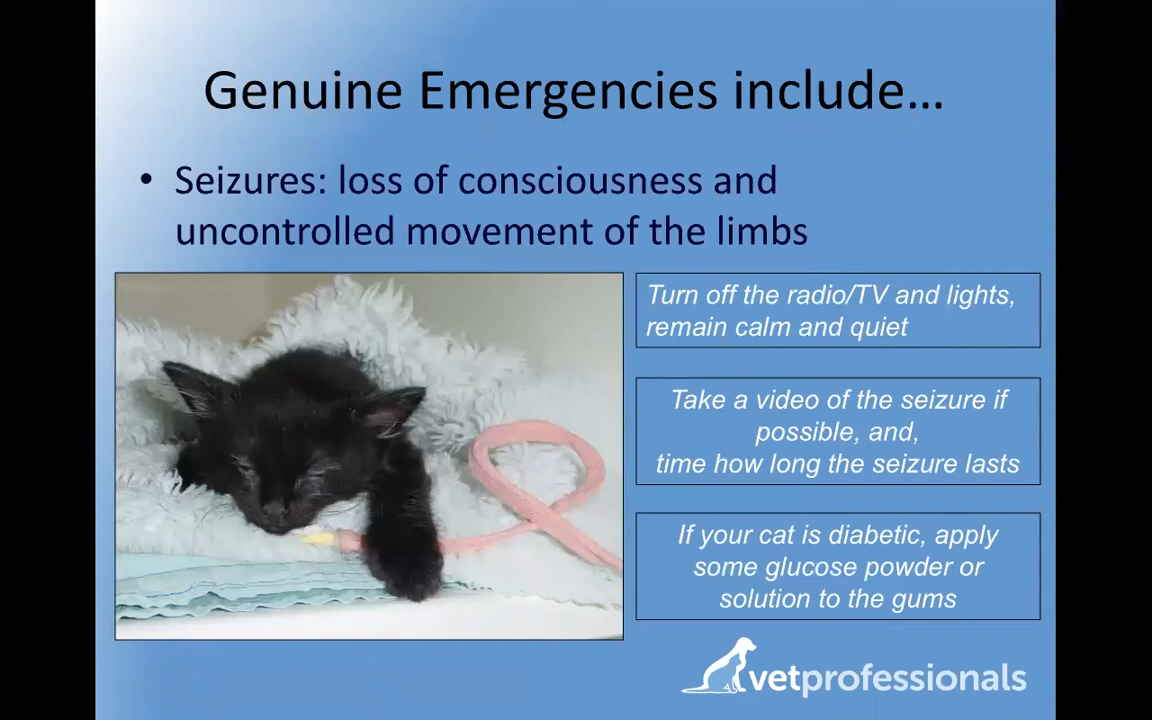 Genuine Emergencies include...
• Seizures: loss of consciousness and
uncontrolled movement of the limbs
Turn off the radio/TV and lights,
remain calm and quiet
Take a video of the seizure if
possible, and,
time how long the seizure lasts
If your cat is diabetic, apply
some glucose powder or
solution to the gums
vetprofessionals